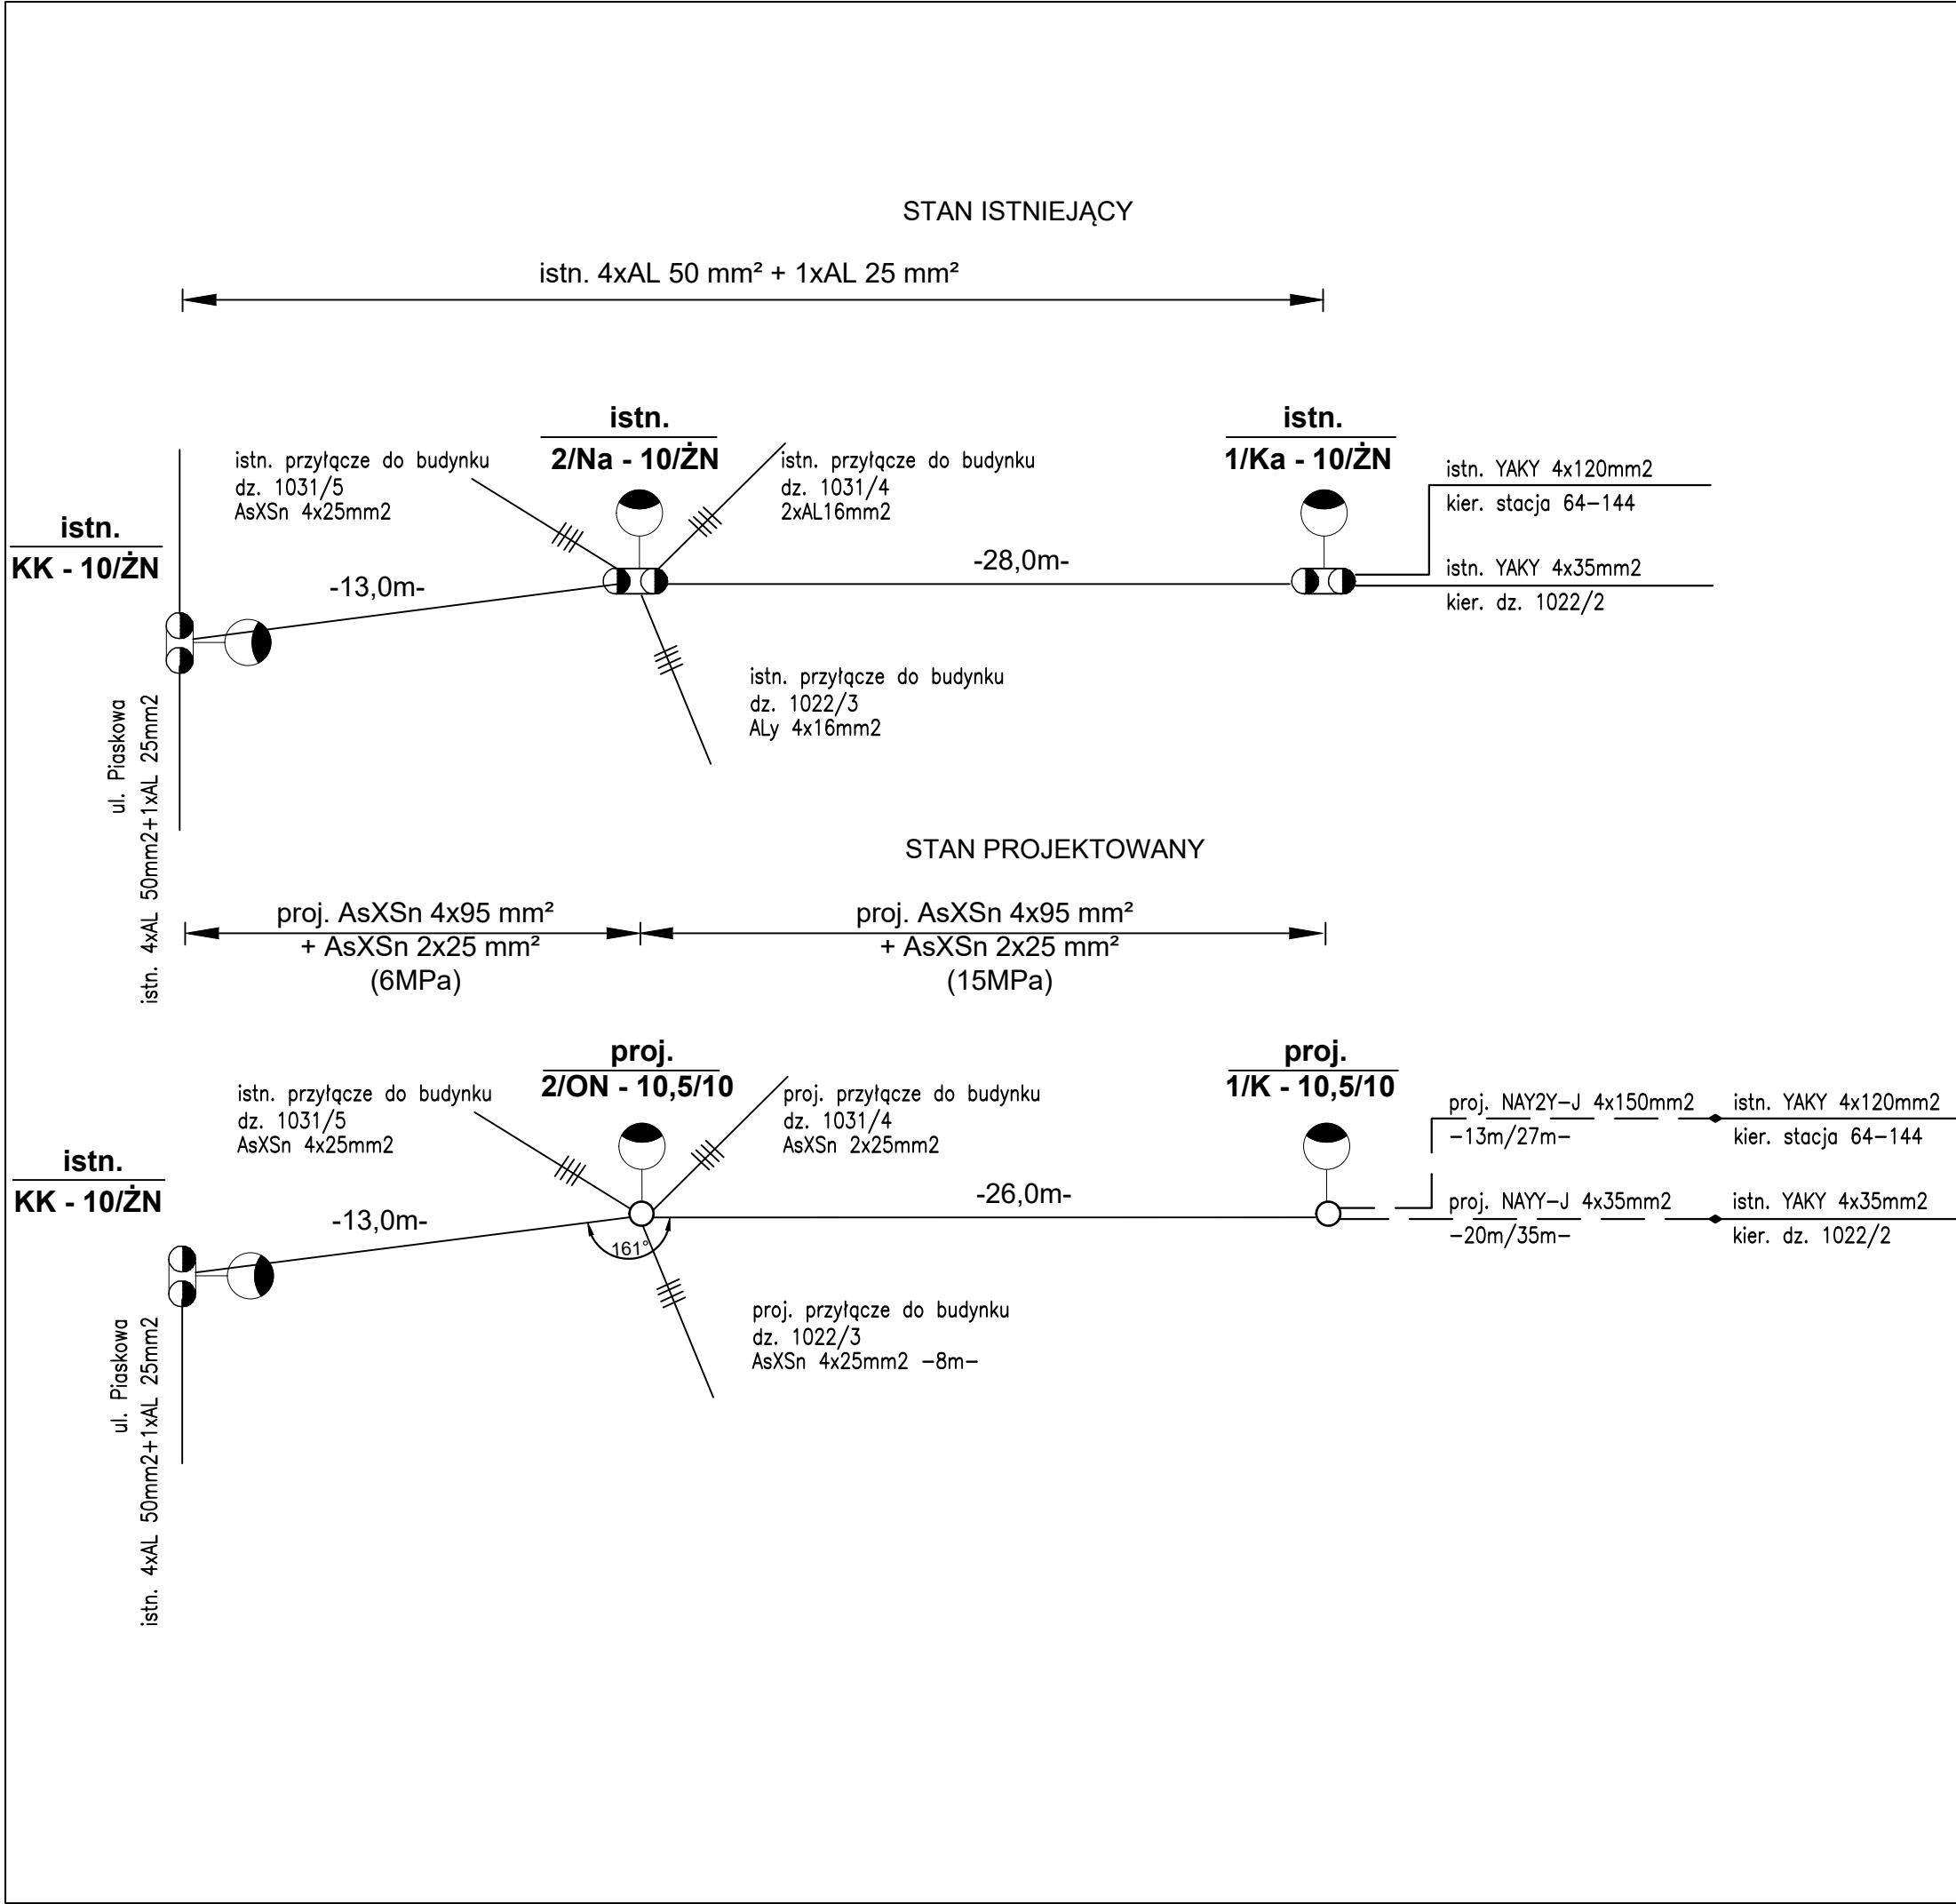 STAN ISTNIEJĄCY
istn. 4xAL 50 mm² + 1xAL 25 mm²
istn.
KK - 10/ŻN
istn. przyłącze do budynku
dz. 1031/5
AsXSn 4x25mm2
istn.
2/Na - 10/ŻN
istn. przyłącze do budynku
dz. 1031/4
2xAL16mm2
istn.
1/Ka - 10/ŻN
istn. YAKY 4x120mm2
kier. stacja 64-144
istn. YAKY 4x35mm2
kier. dz. 1022/2
-13,0m-
-28,0m-
istn. przyłącze do budynku
dz. 1022/3
ALy 4x16mm2
ul. Piaskowa
istn. 4xAL 50mm2+1xAL 25mm2
STAN PROJEKTOWANY
proj. AsXSn 4x95 mm²
+ AsXSn 2x25 mm²
(6MPa)
proj. AsXSn 4x95 mm²
+ AsXSn 2x25 mm²
(15MPa)
istn.
KK - 10/ŻN
istn. przyłącze do budynku
dz. 1031/5
AsXSn 4x25mm2
proj.
2/ON - 10,5/10
proj. przyłącze do budynku
dz. 1031/4
AsXSn 2x25mm2
proj.
1/K - 10,5/10
proj. NAY2Y-J 4x150mm2
-13m/27m-
istn. YAKY 4x120mm2
kier. stacja 64-144
proj. NAYY-J 4x35mm2
-20m/35m-
istn. YAKY 4x35mm2
kier. dz. 1022/2
-13,0m-
-26,0m-
161°
proj. przyłącze do budynku
dz. 1022/3
AsXSn 4x25mm2 -8m-
ul. Piaskowa
istn. 4xAL 50mm2+1xAL 25mm2